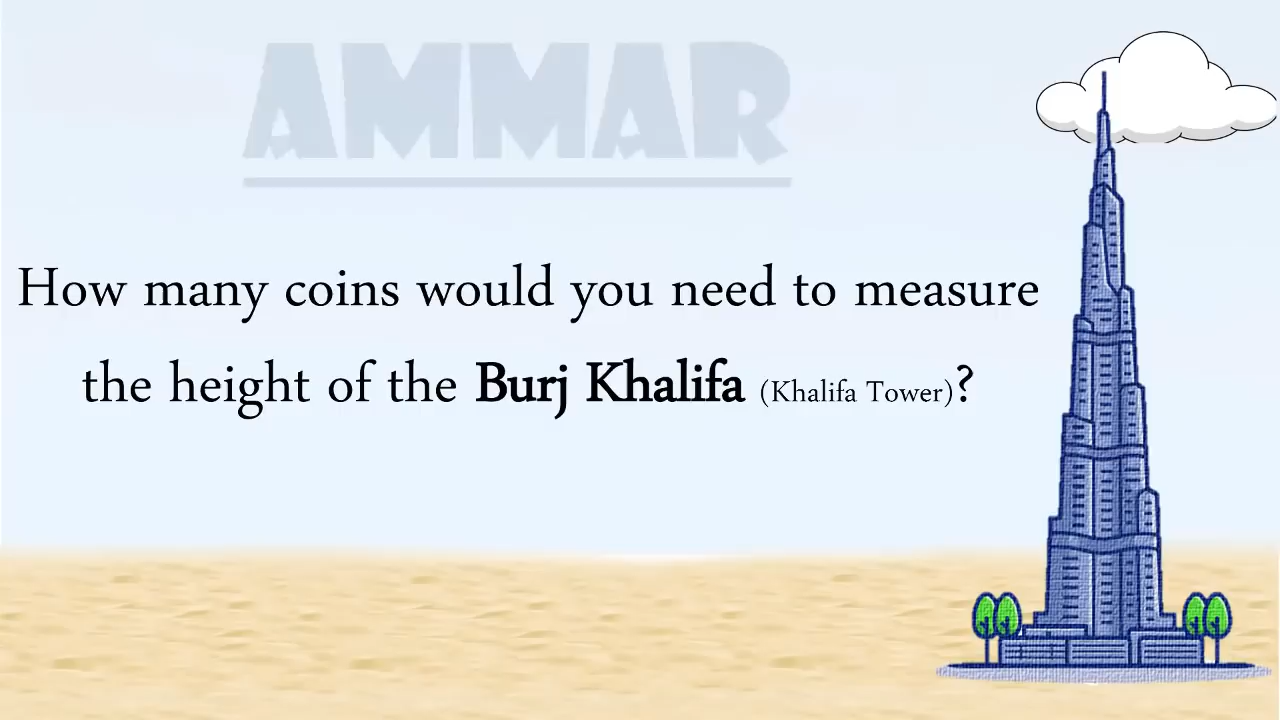 AMMAR
How many coins would you need to measure
the height of the Burj Khalifa (Khalifa Tower)?